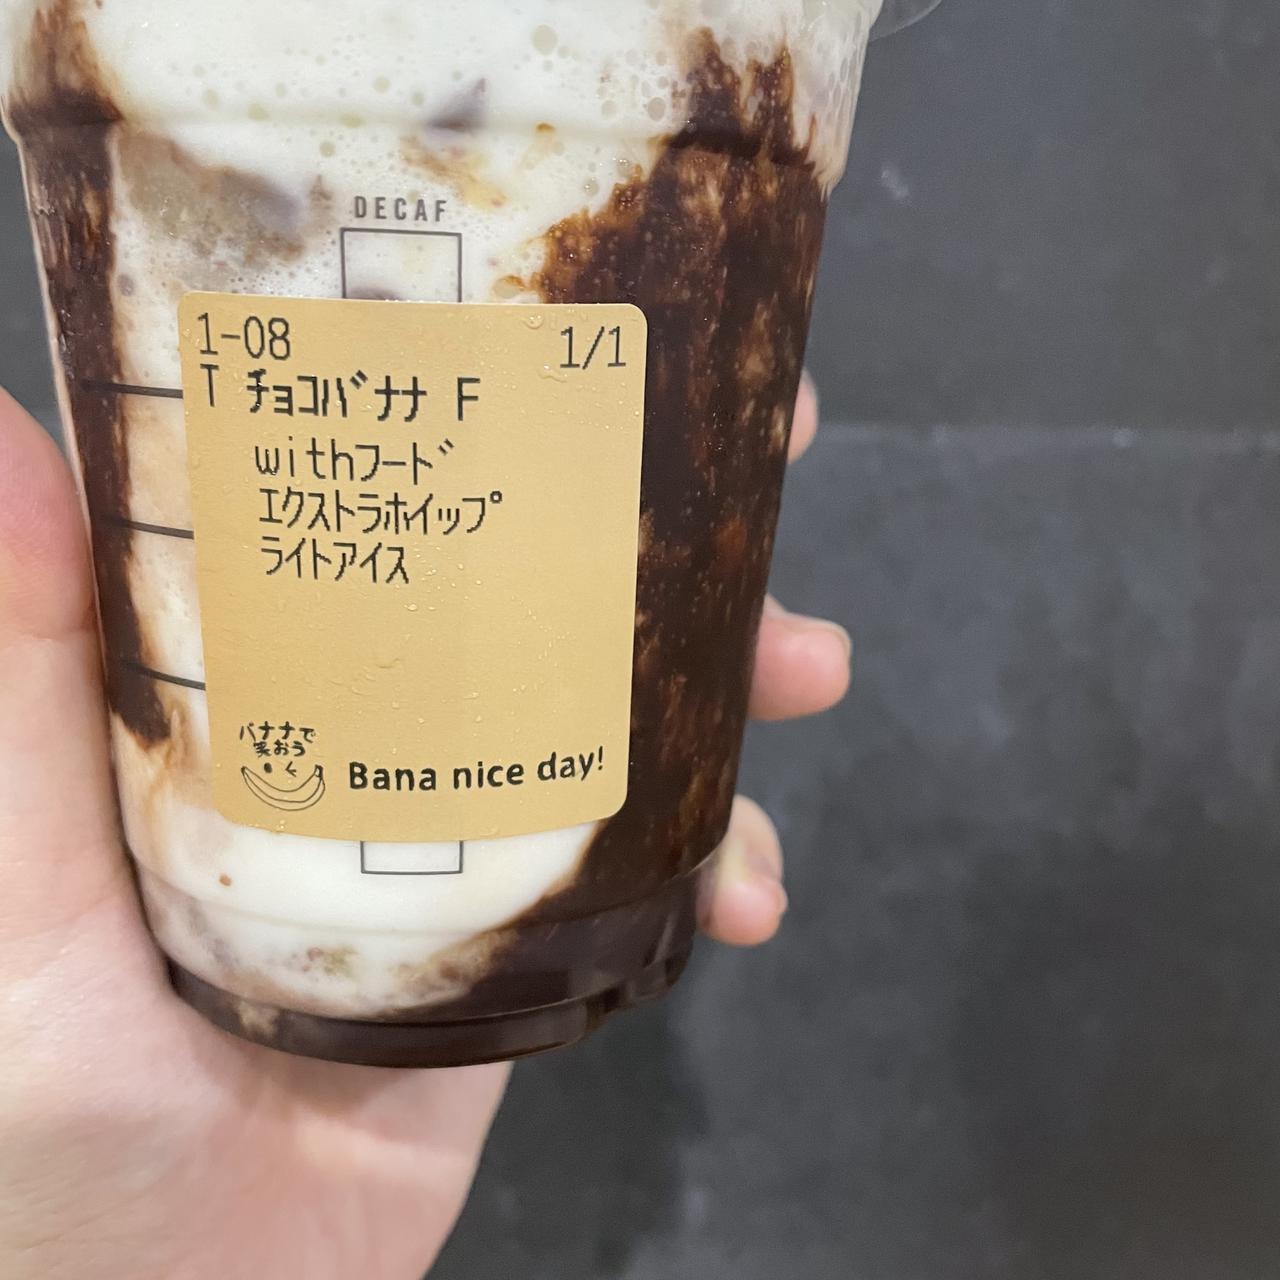 DECAF
1-08 1/1
T チョコバナナ F
withフード
エクストラホイップ
ライトアイス
バナナで
笑おう
Bana nice day!